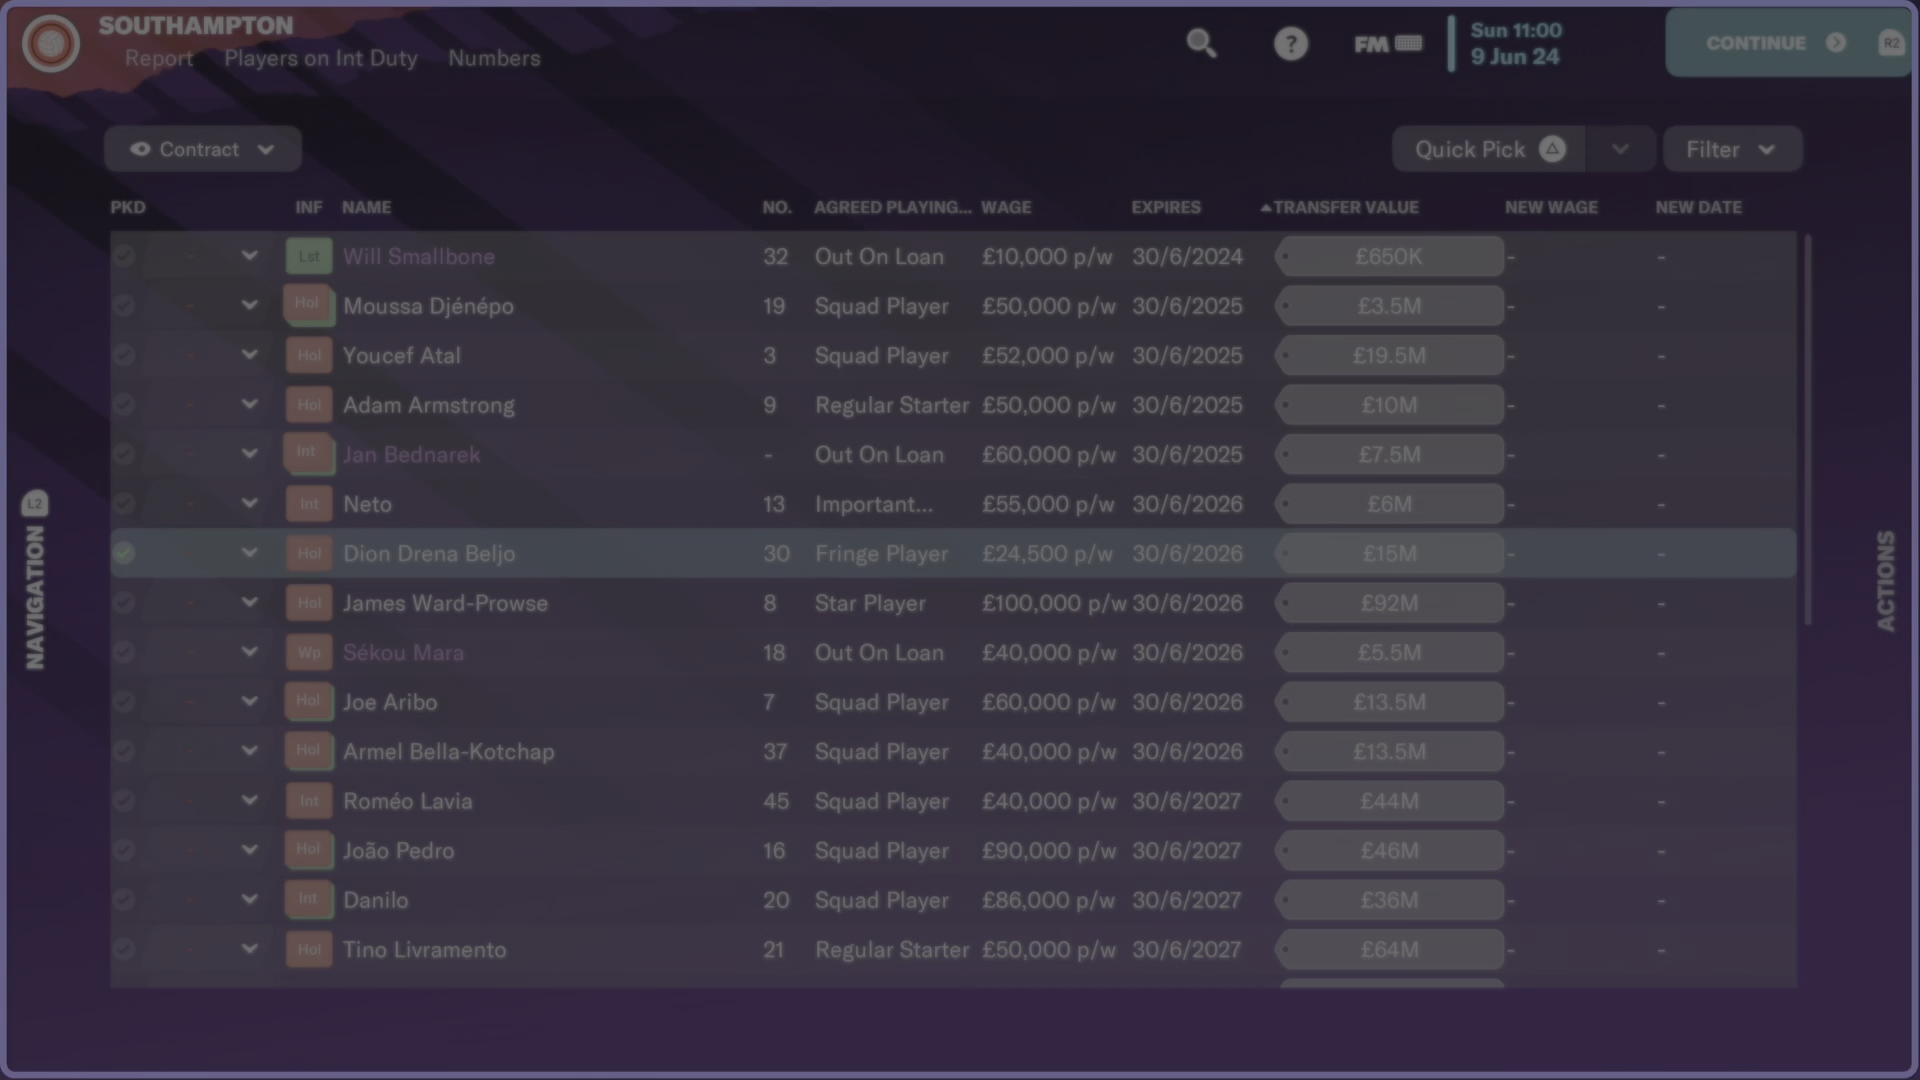 SOUTHAMPTON
Report Players on Int Duty Numbers
? FM
Sun 11:00
9 Jun 24
CONTINUE R2
Contract
Quick Pick Filter
PKD INF NAME NO. AGREED PLAYING... WAGE EXPIRES TRANSFER VALUE NEW WAGE NEW DATE
- Lst Will Smallbone 32 Out On Loan £10,000 p/w 30/6/2024 £650K - -
- Hol Moussa Djénépo 19 Squad Player £50,000 p/w 30/6/2025 £3.5M - -
- Hol Youcef Atal 3 Squad Player £52,000 p/w 30/6/2025 £19.5M - -
- Hol Adam Armstrong 9 Regular Starter £50,000 p/w 30/6/2025 £10M - -
- Int Jan Bednarek - Out On Loan £60,000 p/w 30/6/2025 £7.5M - -
- Int Neto 13 Important... £55,000 p/w 30/6/2026 £6M - -
Hol Dion Drena Beljo 30 Fringe Player £24,500 p/w 30/6/2026 £15M - -
- Hol James Ward-Prowse 8 Star Player £100,000 p/w 30/6/2026 £92M - -
- Wp Sékou Mara 18 Out On Loan £40,000 p/w 30/6/2026 £5.5M - -
- Hol Joe Aribo 7 Squad Player £60,000 p/w 30/6/2026 £13.5M - -
- Hol Armel Bella-Kotchap 37 Squad Player £40,000 p/w 30/6/2026 £13.5M - -
- Int Roméo Lavia 45 Squad Player £40,000 p/w 30/6/2027 £44M - -
- Hol João Pedro 16 Squad Player £90,000 p/w 30/6/2027 £46M - -
- Int Danilo 20 Squad Player £86,000 p/w 30/6/2027 £36M - -
- Hol Tino Livramento 21 Regular Starter £50,000 p/w 30/6/2027 £64M - -
NAVIGATION L2
ACTIONS